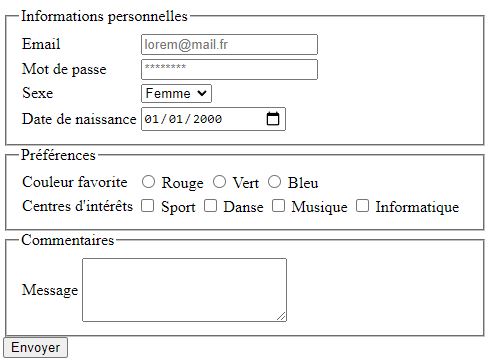 Informations personnelles
Email lorem@mail.fr
Mot de passe ********
Sexe Femme
Date de naissance 01/01/2000
Préférences
Couleur favorite Rouge Vert Bleu
Centres d'intérêts Sport Danse Musique Informatique
Commentaires
Message
Envoyer